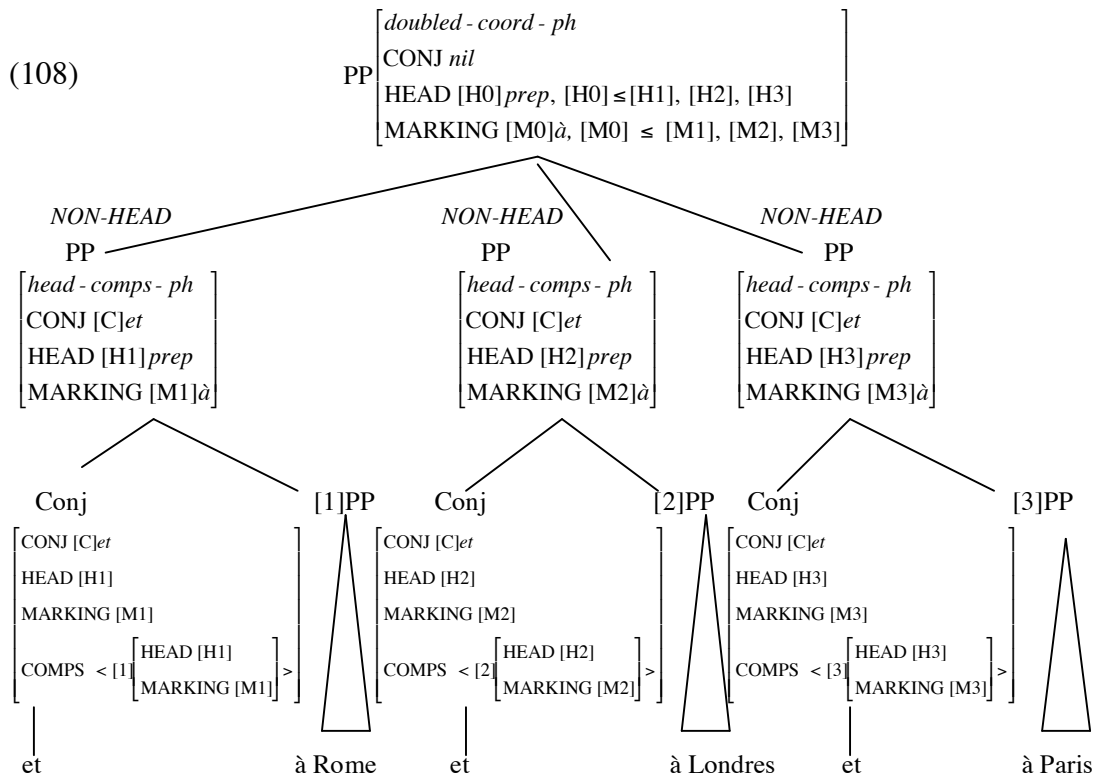 (108)
PP
doubled - coord - ph
CONJ nil
HEAD [H0] prep, [H0] ≤ [H1], [H2], [H3]
MARKING [M0]à, [M0] ≤ [M1], [M2], [M3]
NON-HEAD NON-HEAD NON-HEAD
PP PP PP
head - comps - ph head - comps - ph head - comps - ph
CONJ [C]et CONJ [C]et CONJ [C]et
HEAD [H1] prep HEAD [H2] prep HEAD [H3] prep
MARKING [M1]à MARKING [M2]à MARKING [M3]à
Conj [1]PP Conj [2]PP Conj [3]PP
CONJ [C]et CONJ [C]et CONJ [C]et
HEAD [H1] HEAD [H2] HEAD [H3]
MARKING [M1] MARKING [M2] MARKING [M3]
HEAD [H1] HEAD [H2] HEAD [H3]
COMPS < [1] > COMPS < [2] > COMPS < [3] >
MARKING [M1] MARKING [M2] MARKING [M3]
et à Rome et à Londres et à Paris